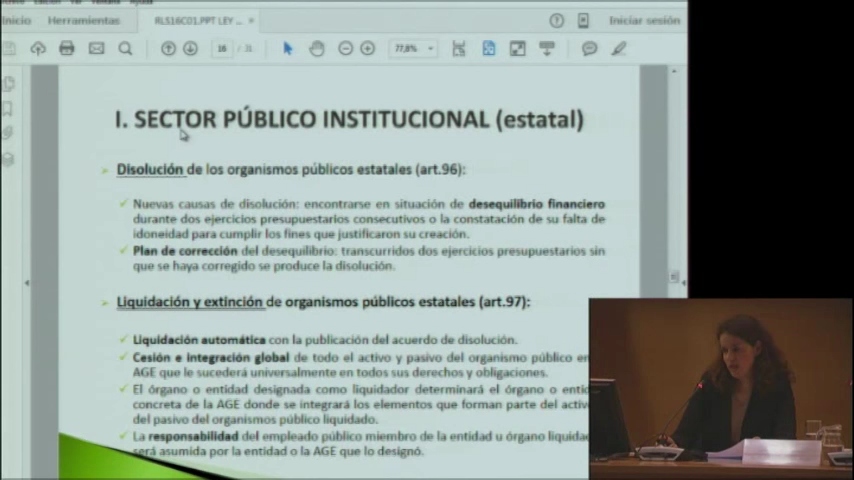 Inicio Herramientas RLS16C01.PPT LEY ... × Iniciar sesión
16 / 31 77,8%
I. SECTOR PÚBLICO INSTITUCIONAL (estatal)
Disolución de los organismos públicos estatales (art.96):
Nuevas causas de disolución: encontrarse en situación de desequilibrio financiero
durante dos ejercicios presupuestarios consecutivos o la constatación de su falta de
idoneidad para cumplir los fines que justificaron su creación.
Plan de corrección del desequilibrio: transcurridos dos ejercicios presupuestarios sin
que se haya corregido se produce la disolución.
Liquidación y extinción de organismos públicos estatales (art.97):
Liquidación automática con la publicación del acuerdo de disolución.
Cesión e integración global de todo el activo y pasivo del organismo público en
AGE que le sucederá universalmente en todos sus derechos y obligaciones.
El órgano o entidad designada como liquidador determinará el órgano o
concreta de la AGE donde se integrará los elementos que forman parte del
del pasivo del organismo público liquidado.
La responsabilidad del empleado público miembro de la entidad u órgano
será asumida por la entidad o la AGE que lo designó.